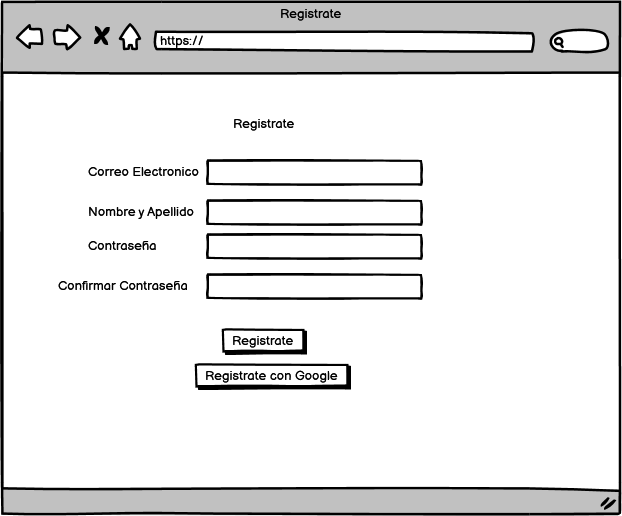 Registrate
https://
Registrate
Correo Electronico
Nombre y Apellido
Contraseña
Confirmar Contraseña
Registrate
Registrate con Google